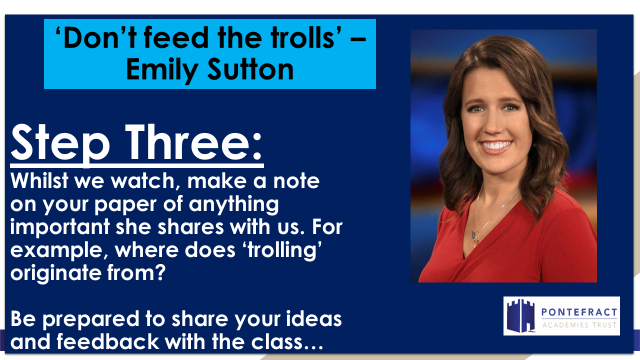 ‘Don’t feed the trolls’ –
Emily Sutton
Step Three:
Whilst we watch, make a note
on your paper of anything
important she shares with us. For
example, where does ‘trolling’
originate from?
Be prepared to share your ideas
and feedback with the class…
PONTEFRACT
ACADEMIES TRUST